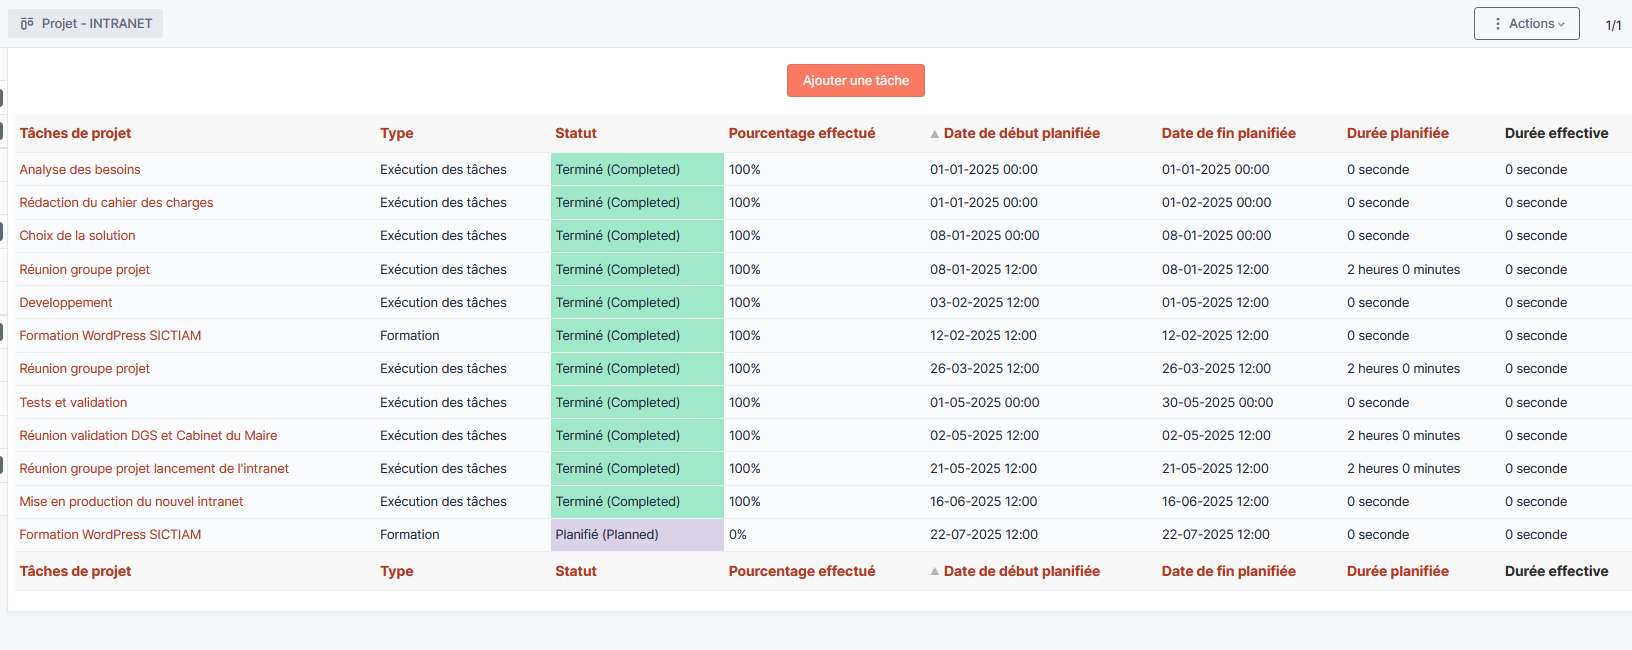 Projet - INTRANET
Actions
1/1
Ajouter une tâche
Tâches de projet Type Statut Pourcentage effectué Date de début planifiée Date de fin planifiée Durée planifiée Durée effective
Analyse des besoins Exécution des tâches Terminé (Completed) 100% 01-01-2025 00:00 01-01-2025 00:00 0 seconde 0 seconde
Rédaction du cahier des charges Exécution des tâches Terminé (Completed) 100% 01-01-2025 00:00 01-02-2025 00:00 0 seconde 0 seconde
Choix de la solution Exécution des tâches Terminé (Completed) 100% 08-01-2025 00:00 08-01-2025 00:00 0 seconde 0 seconde
Réunion groupe projet Exécution des tâches Terminé (Completed) 100% 08-01-2025 12:00 08-01-2025 12:00 2 heures 0 minutes 0 seconde
Developpement Exécution des tâches Terminé (Completed) 100% 03-02-2025 12:00 01-05-2025 12:00 0 seconde 0 seconde
Formation WordPress SICTIAM Formation Terminé (Completed) 100% 12-02-2025 12:00 12-02-2025 12:00 0 seconde 0 seconde
Réunion groupe projet Exécution des tâches Terminé (Completed) 100% 26-03-2025 12:00 26-03-2025 12:00 2 heures 0 minutes 0 seconde
Tests et validation Exécution des tâches Terminé (Completed) 100% 01-05-2025 00:00 30-05-2025 00:00 0 seconde 0 seconde
Réunion validation DGS et Cabinet du Maire Exécution des tâches Terminé (Completed) 100% 02-05-2025 12:00 02-05-2025 12:00 2 heures 0 minutes 0 seconde
Réunion groupe projet lancement de l'intranet Exécution des tâches Terminé (Completed) 100% 21-05-2025 12:00 21-05-2025 12:00 2 heures 0 minutes 0 seconde
Mise en production du nouvel intranet Exécution des tâches Terminé (Completed) 100% 16-06-2025 12:00 16-06-2025 12:00 0 seconde 0 seconde
Formation WordPress SICTIAM Formation Planifié (Planned) 0% 22-07-2025 12:00 22-07-2025 12:00 0 seconde 0 seconde
Tâches de projet Type Statut Pourcentage effectué Date de début planifiée Date de fin planifiée Durée planifiée Durée effective